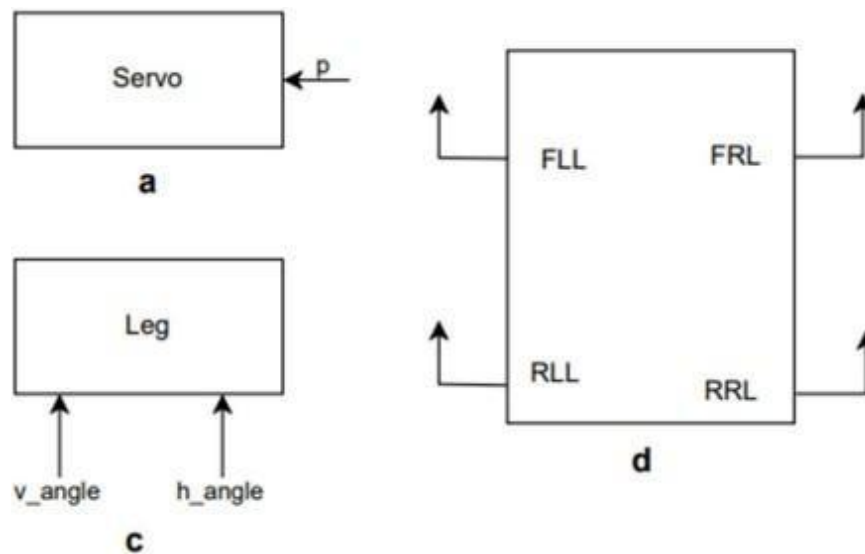 Servo
p
a
Leg
v_angle
h_angle
c
FLL
FRL
RLL
RRL
d